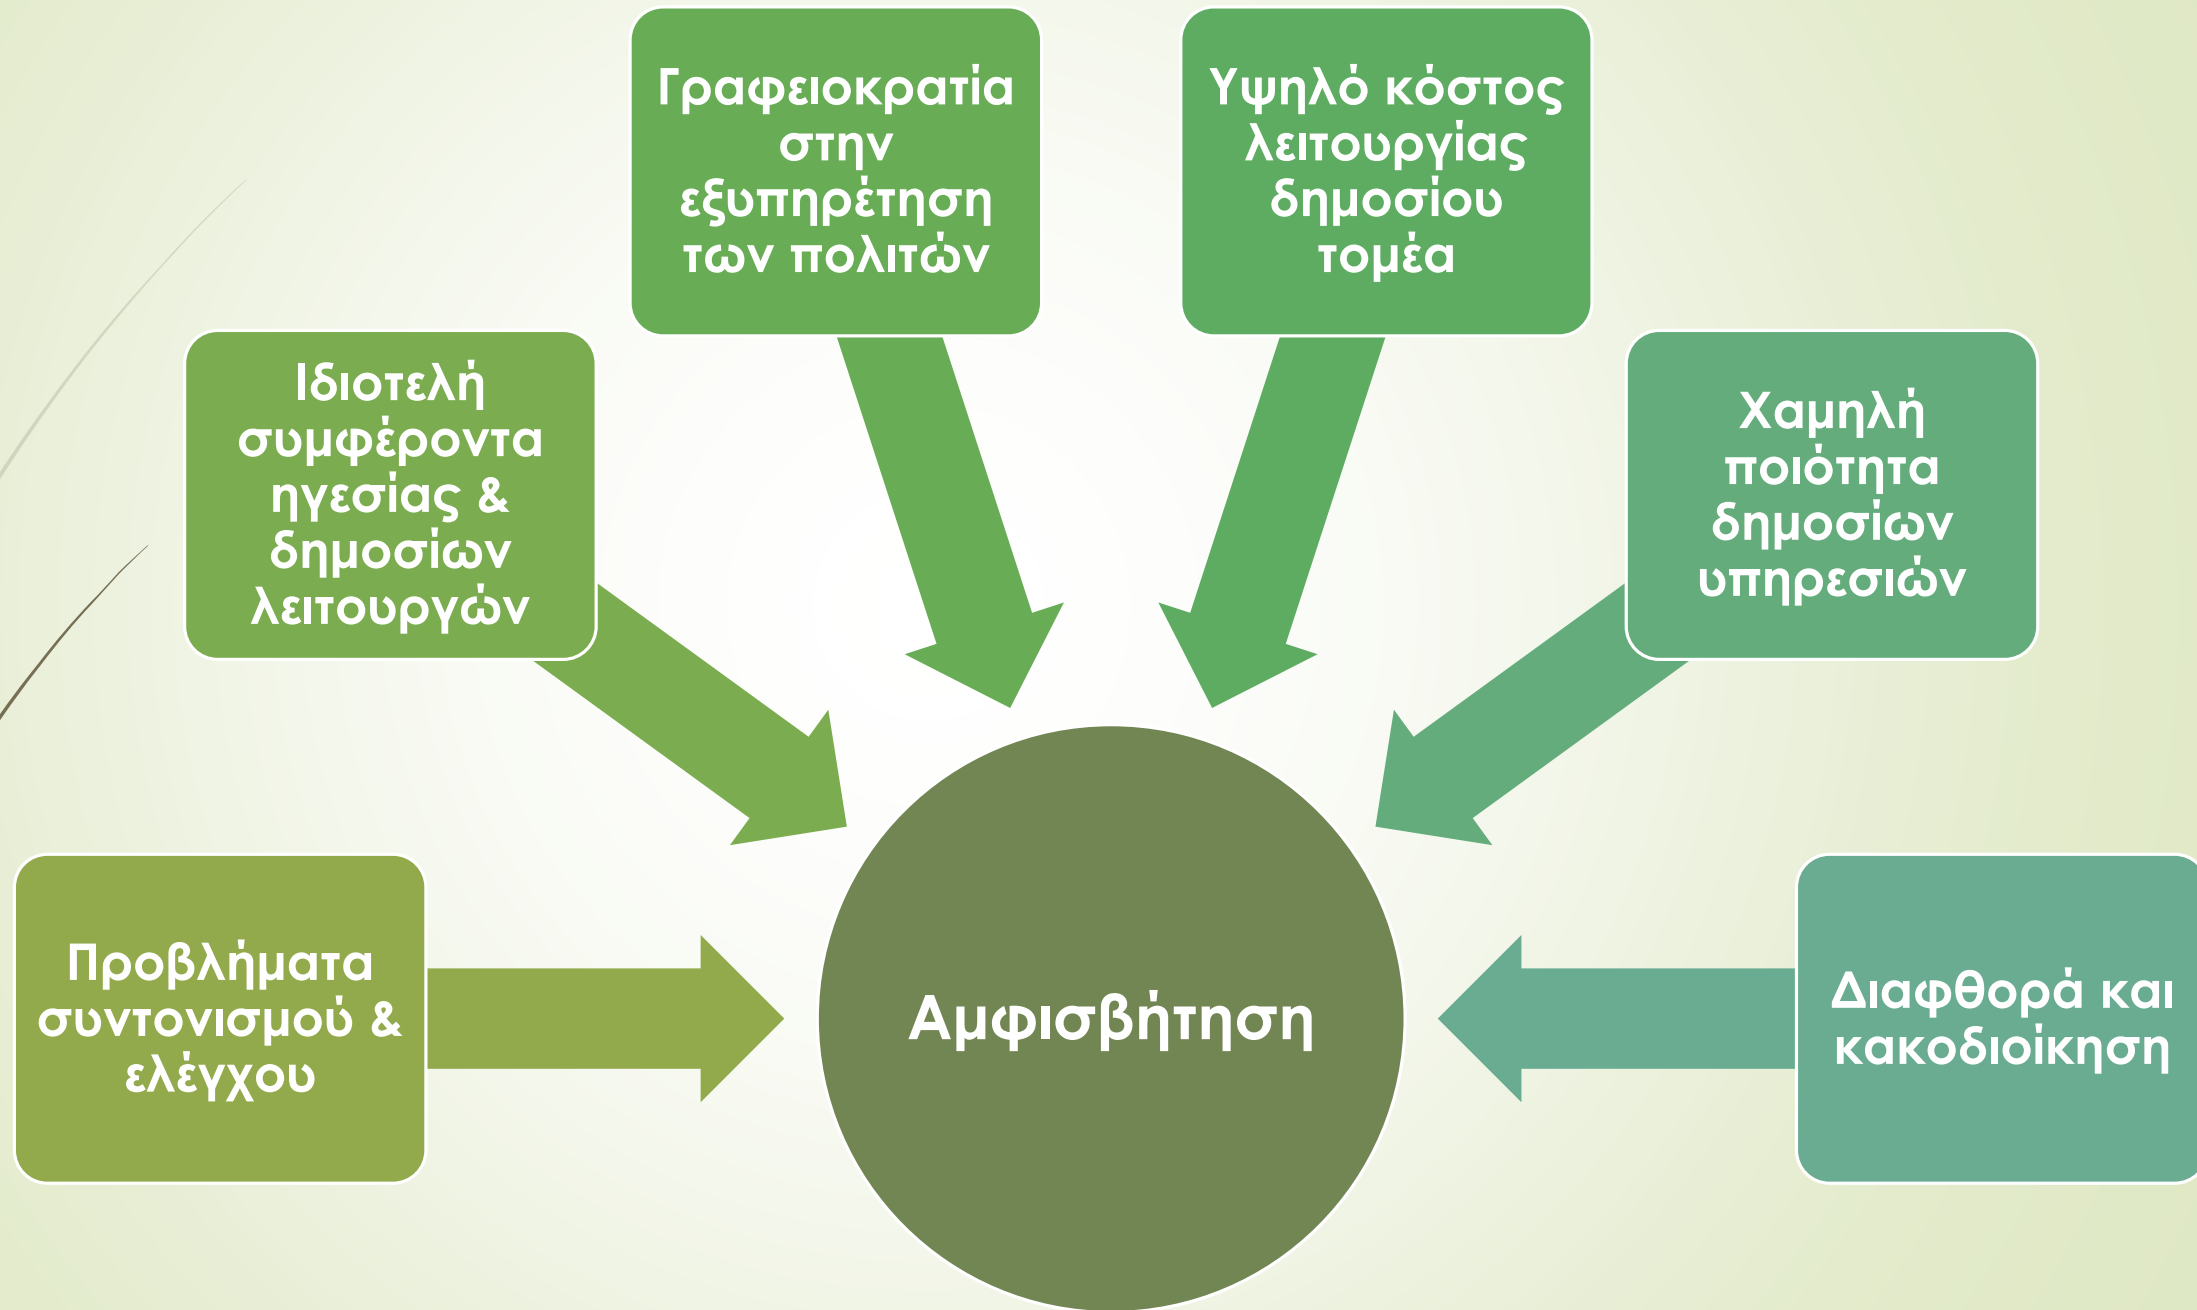 Γραφειοκρατία
στην
εξυπηρέτηση
των πολιτών
Υψηλό κόστος
λειτουργίας
δημοσίου
τομέα
Ιδιοτελή
συμφέροντα
ηγεσίας &
δημοσίων
λειτουργών
Χαμηλή
ποιότητα
δημοσίων
υπηρεσιών
Προβλήματα
συντονισμού &
ελέγχου
Αμφισβήτηση
Διαφθορά και
κακοδιοίκηση